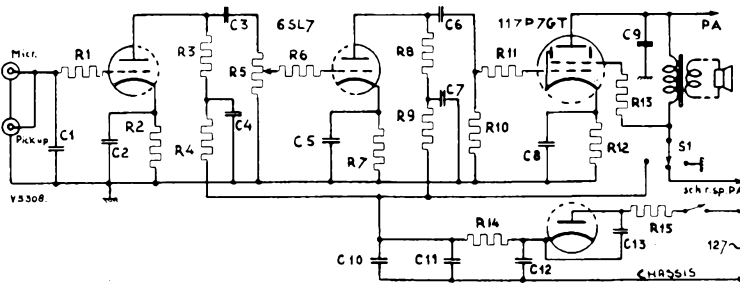 C3 6SL7 C6 117P7GT PA
Micr. R1 R3 R5 R6 R8 R11 C9
Pickup C1 C2 R2 R4 C4 C5 R7 C7 R9 R10 C8 R12 R13 S1
V3308. schr.sp.PA
R14 R15
C10 C11 C12 C13 127~
CHASSIS